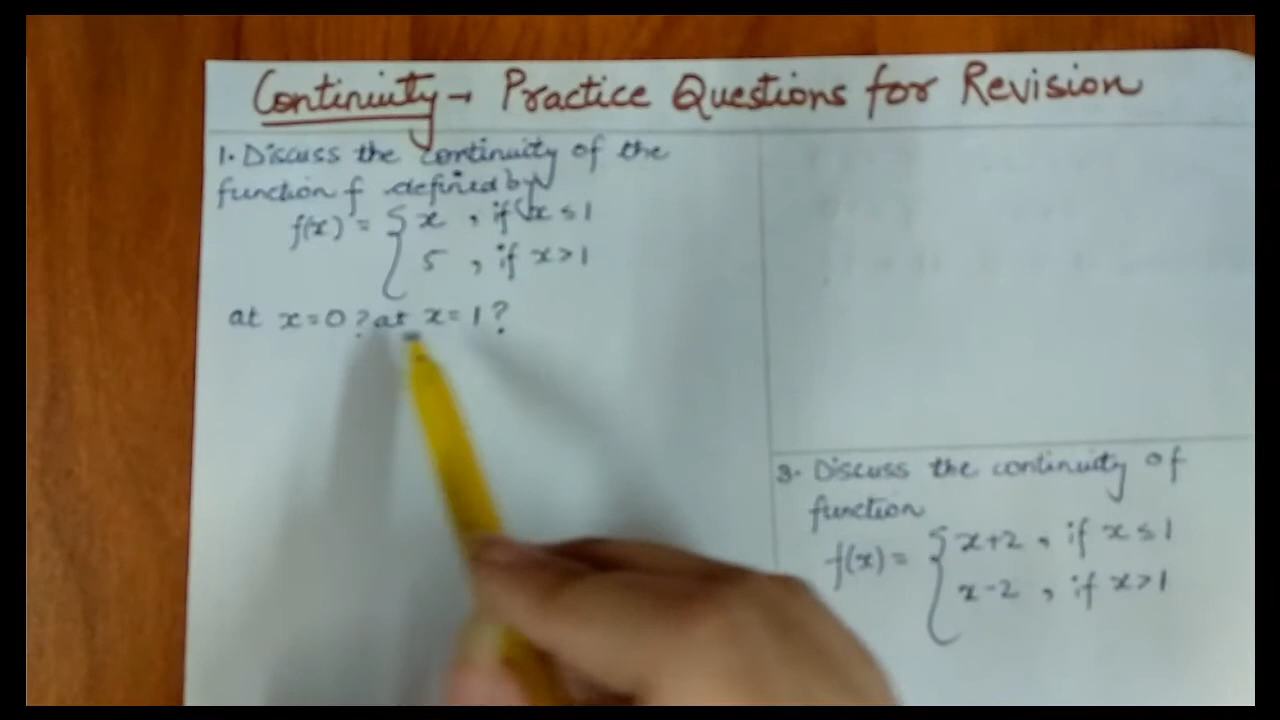 Continuity → Practice Questions for Revision
1. Discuss the continuity of the
function f defined by
f(x) = { x , if x ≤ 1
5 , if x > 1
at x = 0 ? at x = 1 ?
3. Discuss the continuity of
function
f(x) = { x+2 , if x ≤ 1
x-2 , if x > 1